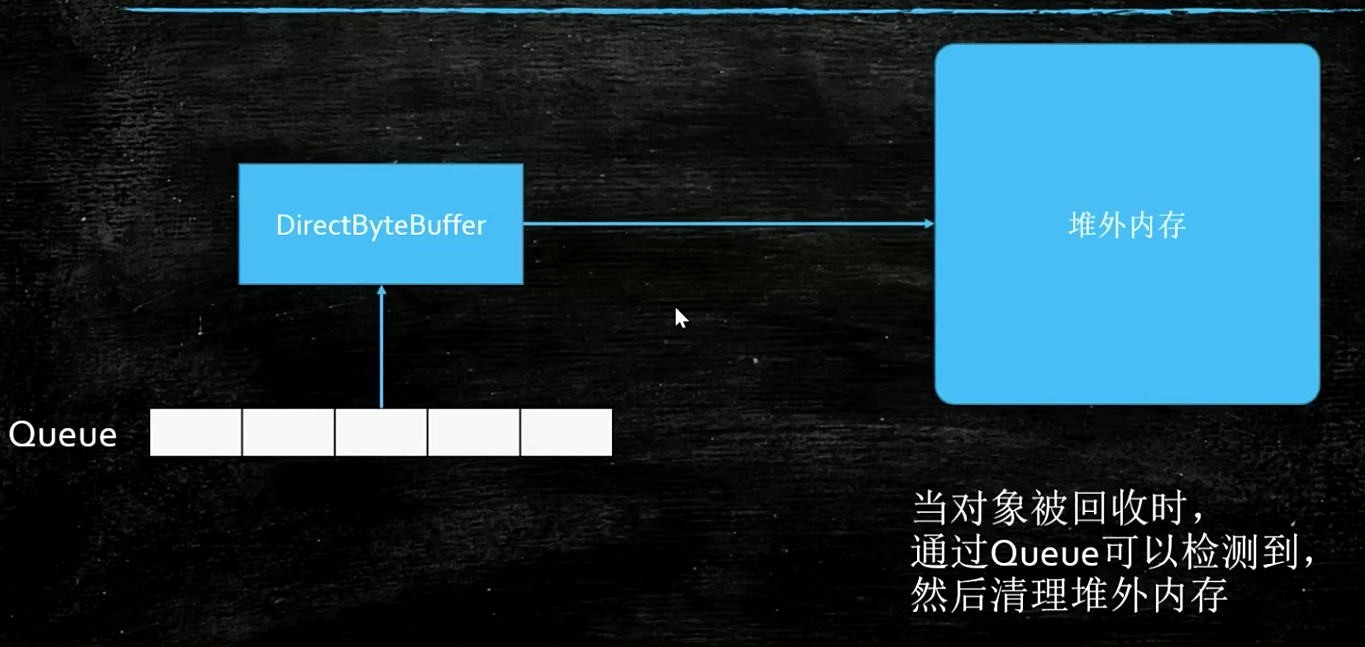 DirectByteBuffer
堆外内存
Queue
当对象被回收时，
通过Queue可以检测到，
然后清理堆外内存